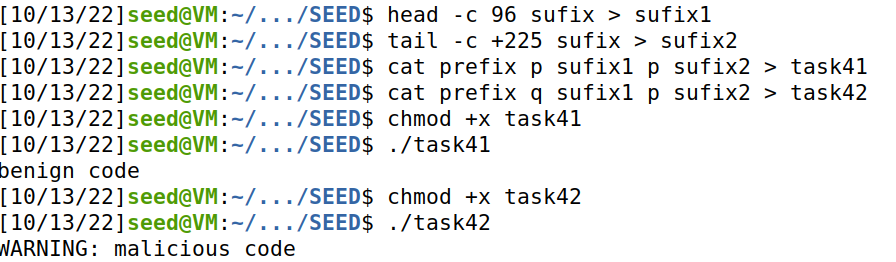 [10/13/22]seed@VM:~/.../SEED$ head -c 96 sufix > sufix1
[10/13/22]seed@VM:~/.../SEED$ tail -c +225 sufix > sufix2
[10/13/22]seed@VM:~/.../SEED$ cat prefix p sufix1 p sufix2 > task41
[10/13/22]seed@VM:~/.../SEED$ cat prefix q sufix1 p sufix2 > task42
[10/13/22]seed@VM:~/.../SEED$ chmod +x task41
[10/13/22]seed@VM:~/.../SEED$ ./task41
benign code
[10/13/22]seed@VM:~/.../SEED$ chmod +x task42
[10/13/22]seed@VM:~/.../SEED$ ./task42
WARNING: malicious code